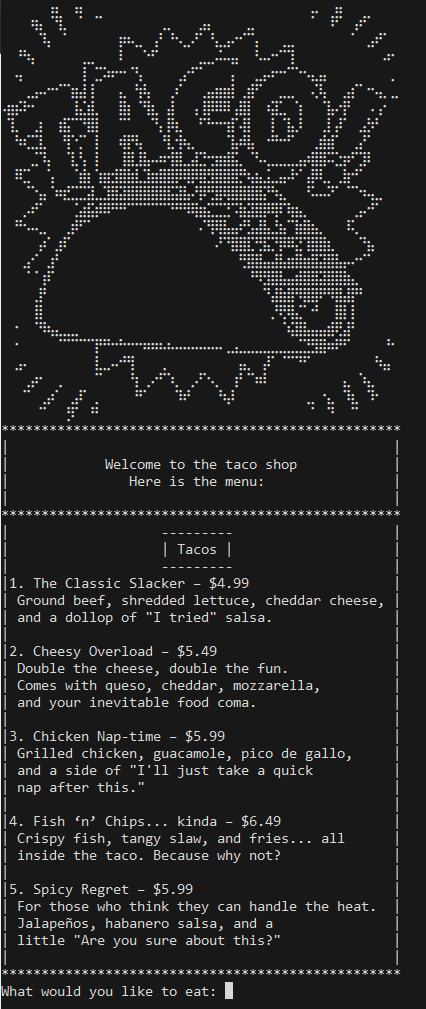 TACO
Welcome to the taco shop
Here is the menu:
Tacos
1. The Classic Slacker – $4.99
Ground beef, shredded lettuce, cheddar cheese,
and a dollop of "I tried" salsa.
2. Cheesy Overload – $5.49
Double the cheese, double the fun.
Comes with queso, cheddar, mozzarella,
and your inevitable food coma.
3. Chicken Nap-time – $5.99
Grilled chicken, guacamole, pico de gallo,
and a side of "I'll just take a quick
nap after this."
4. Fish ‘n’ Chips... kinda – $6.49
Crispy fish, tangy slaw, and fries... all
inside the taco. Because why not?
5. Spicy Regret – $5.99
For those who think they can handle the heat.
Jalapeños, habanero salsa, and a
little "Are you sure about this?"
What would you like to eat: